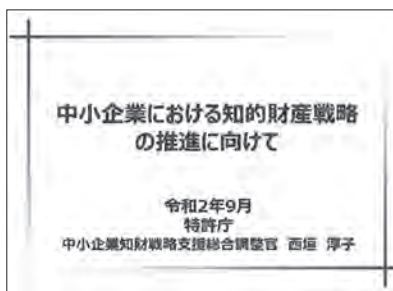 中小企業における知的財産戦略
の推進に向けて
令和2年9月
特許庁
中小企業知財戦略支援総合調整官 西垣 淳子